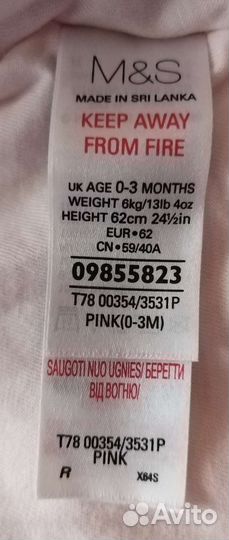 M&S
MADE IN SRI LANKA
KEEP AWAY
FROM FIRE
UK AGE 0-3 MONTHS
WEIGHT 6kg/13lb 4oz
HEIGHT 62cm 24½in
EUR•62
CN•59/40A
09855823
T78 00354/3531P
PINK(0-3M)
SAUGOTI NUO UGNIES/ БЕРЕГТИ
ВІД ВОГНЮ/
T78 00354/3531P
PINK
R X64S
Avito